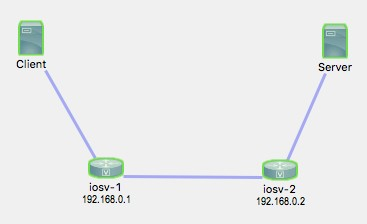 Client
Server
iosv-1
192.168.0.1
iosv-2
192.168.0.2